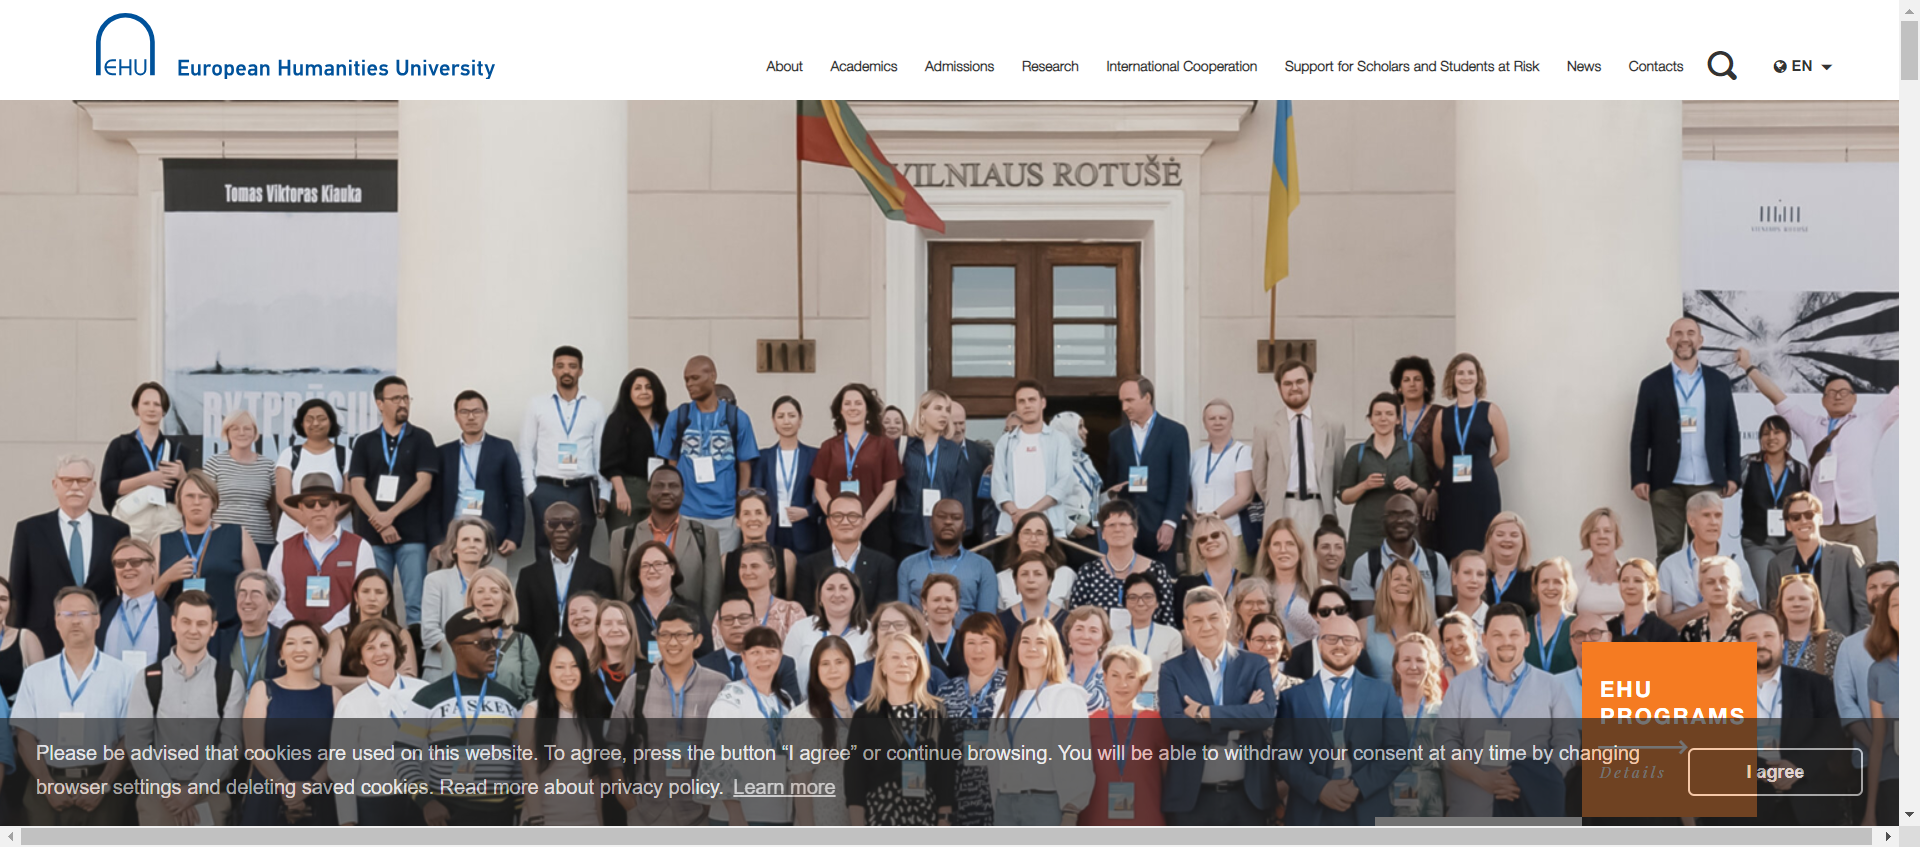 EHU European Humanities University
About Academics Admissions Research International Cooperation Support for Scholars and Students at Risk News Contacts EN
VILNIAUS ROTUŠĖ
Tomas Viktoras Kiauka
VILNIAUS ROTUŠĖ
FASKEY
EHU
PROGRAMS
Details
Please be advised that cookies are used on this website. To agree, press the button “I agree” or continue browsing. You will be able to withdraw your consent at any time by changing
browser settings and deleting saved cookies. Read more about privacy policy. Learn more
I agree